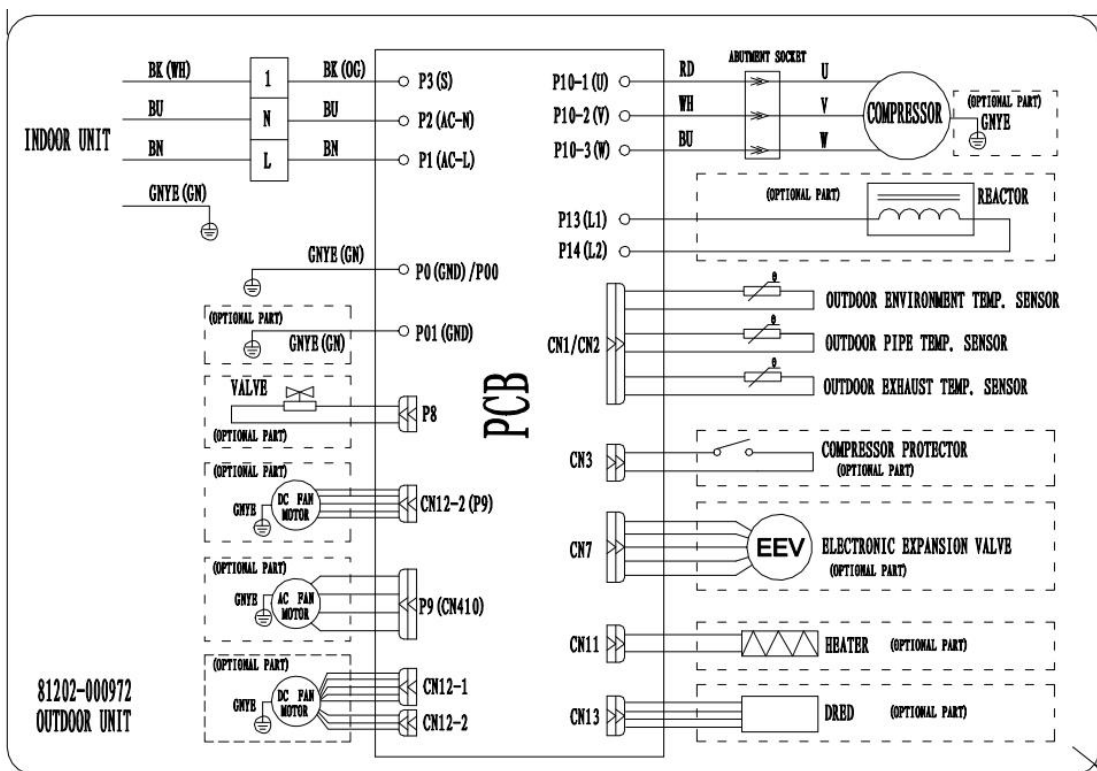 BK(WH)
1
BK(OG)
P3(S)
BU
N
BU
P2(AC-N)
INDOOR UNIT
BN
L
BN
P1(AC-L)
GNYE(GN)
GNYE(GN)
P0(GND)/P00
(OPTIONAL PART)
GNYE(GN)
P01(GND)
VALVE
P8
(OPTIONAL PART)
(OPTIONAL PART)
GNYE
DC FAN
MOTOR
CN12-2(P9)
(OPTIONAL PART)
GNYE
AC FAN
MOTOR
P9(CN410)
(OPTIONAL PART)
GNYE
DC FAN
MOTOR
CN12-1
CN12-2
81202-000972
OUTDOOR UNIT
PCB
ABUTMENT SOCKET
P10-1(U)
RD
U
P10-2(V)
WH
V
P10-3(W)
BU
W
COMPRESSOR
(OPTIONAL PART)
GNYE
(OPTIONAL PART)
REACTOR
P13(L1)
P14(L2)
CN1/CN2
θ
OUTDOOR ENVIRONMENT TEMP. SENSOR
θ
OUTDOOR PIPE TEMP. SENSOR
θ
OUTDOOR EXHAUST TEMP. SENSOR
CN3
COMPRESSOR PROTECTOR
(OPTIONAL PART)
CN7
EEV
ELECTRONIC EXPANSION VALVE
(OPTIONAL PART)
CN11
HEATER (OPTIONAL PART)
CN13
DRED (OPTIONAL PART)